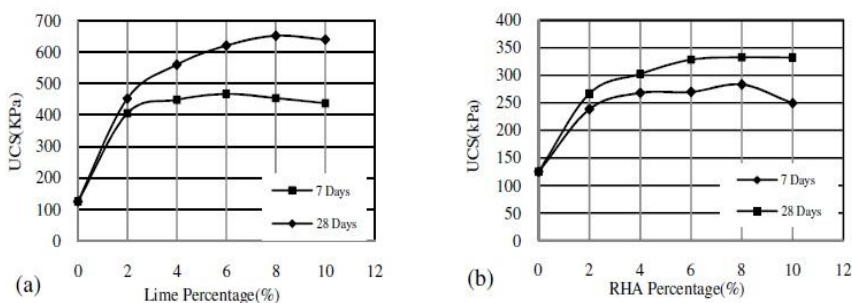 700
600
500
400
300
200
100
0
UCS(KPa)
7 Days
28 Days
0 2 4 6 8 10 12
(a)
Lime Percentage(%)
400
350
300
250
200
150
100
50
0
UCS(kPa)
7 Days
28 Days
0 2 4 6 8 10 12
(b)
RHA Percentage(%)